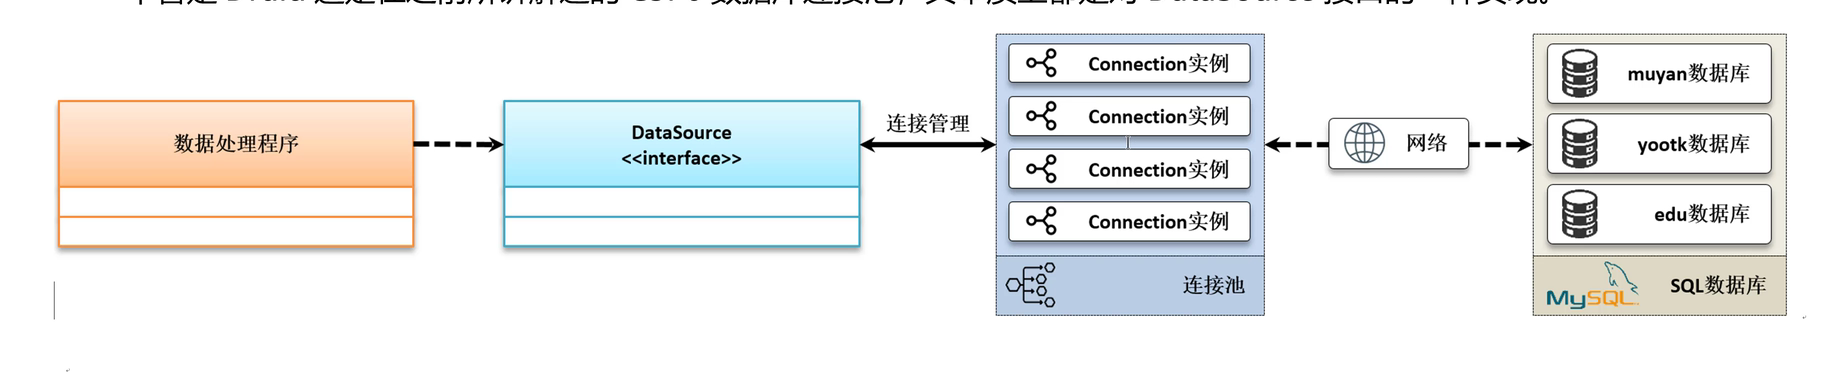 数据处理程序
DataSource
<<interface>>
连接管理
Connection实例
Connection实例
Connection实例
Connection实例
连接池
网络
muyan数据库
yootk数据库
edu数据库
MySQL
SQL数据库